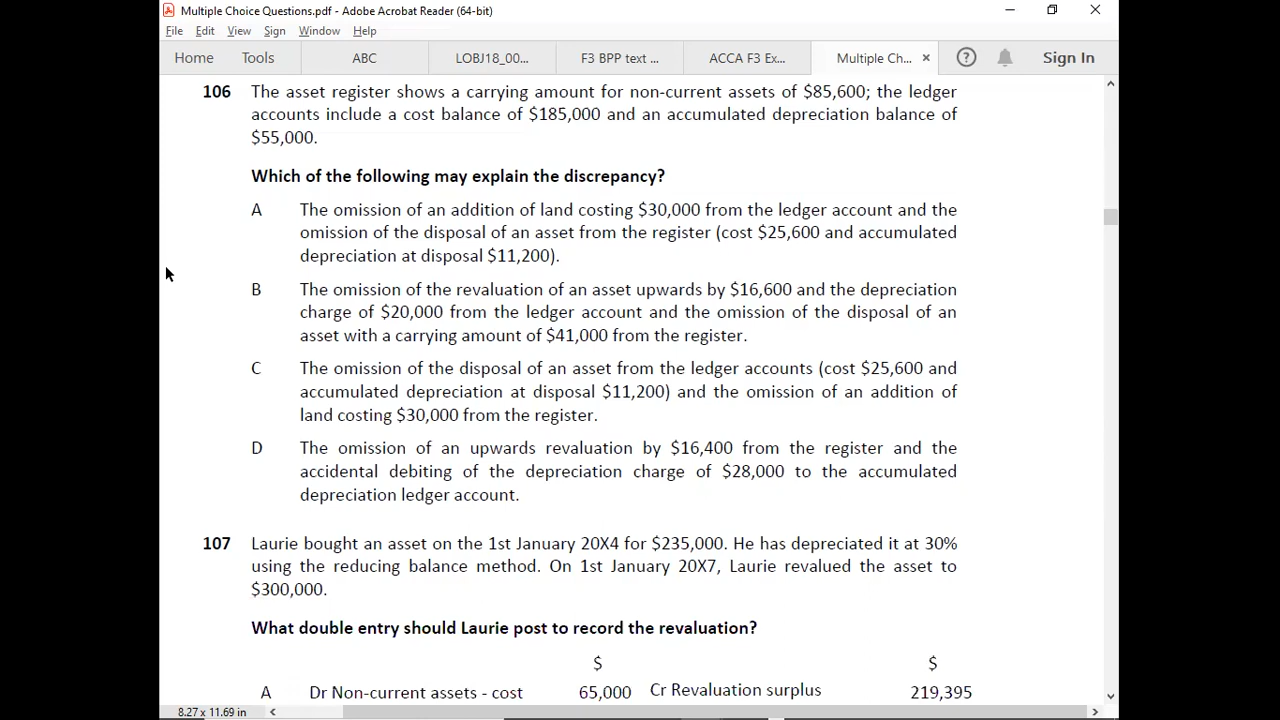 Multiple Choice Questions.pdf - Adobe Acrobat Reader (64-bit)
File Edit View Sign Window Help
Home Tools ABC LOBJ18_00... F3 BPP text ... ACCA F3 Ex... Multiple Ch... × ? Sign In
106 The asset register shows a carrying amount for non-current assets of $85,600; the ledger
accounts include a cost balance of $185,000 and an accumulated depreciation balance of
$55,000.
Which of the following may explain the discrepancy?
A The omission of an addition of land costing $30,000 from the ledger account and the
omission of the disposal of an asset from the register (cost $25,600 and accumulated
depreciation at disposal $11,200).
B The omission of the revaluation of an asset upwards by $16,600 and the depreciation
charge of $20,000 from the ledger account and the omission of the disposal of an
asset with a carrying amount of $41,000 from the register.
C The omission of the disposal of an asset from the ledger accounts (cost $25,600 and
accumulated depreciation at disposal $11,200) and the omission of an addition of
land costing $30,000 from the register.
D The omission of an upwards revaluation by $16,400 from the register and the
accidental debiting of the depreciation charge of $28,000 to the accumulated
depreciation ledger account.
107 Laurie bought an asset on the 1st January 20X4 for $235,000. He has depreciated it at 30%
using the reducing balance method. On 1st January 20X7, Laurie revalued the asset to
$300,000.
What double entry should Laurie post to record the revaluation?
$ $
A Dr Non-current assets - cost 65,000 Cr Revaluation surplus 219,395
8.27 x 11.69 in